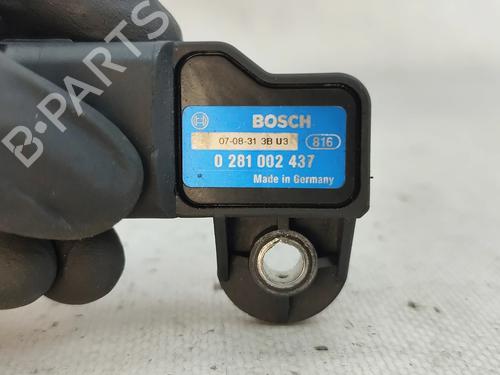 BOSCH
07-08-31 3B U3
816
0 281 002 437
Made in Germany
B-PARTS